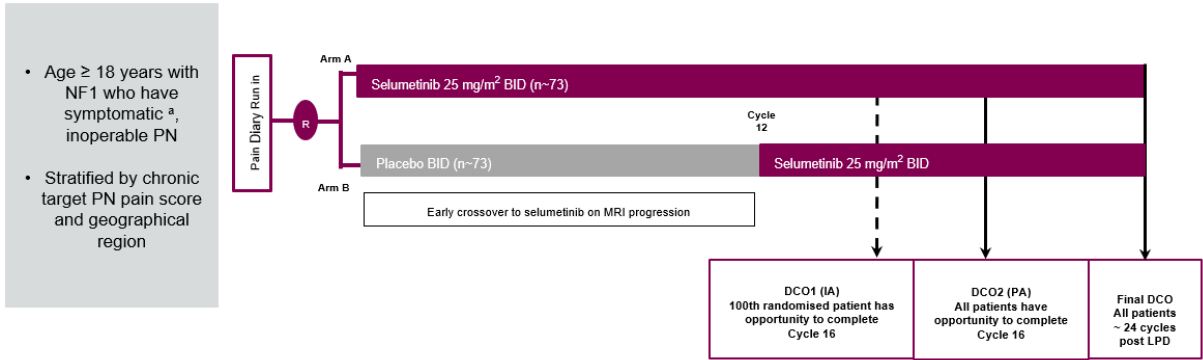 • Age ≥ 18 years with
NF1 who have
symptomatic ª,
inoperable PN
• Stratified by chronic
target PN pain score
and geographical
region
Pain Diary Run in
R
Arm A
Selumetinib 25 mg/m² BID (n~73)
Cycle
12
Placebo BID (n~73)
Selumetinib 25 mg/m² BID
Arm B
Early crossover to selumetinib on MRI progression
DCO1 (IA)
100th randomised patient has
opportunity to complete
Cycle 16
DCO2 (PA)
All patients have
opportunity to complete
Cycle 16
Final DCO
All patients
~ 24 cycles
post LPD